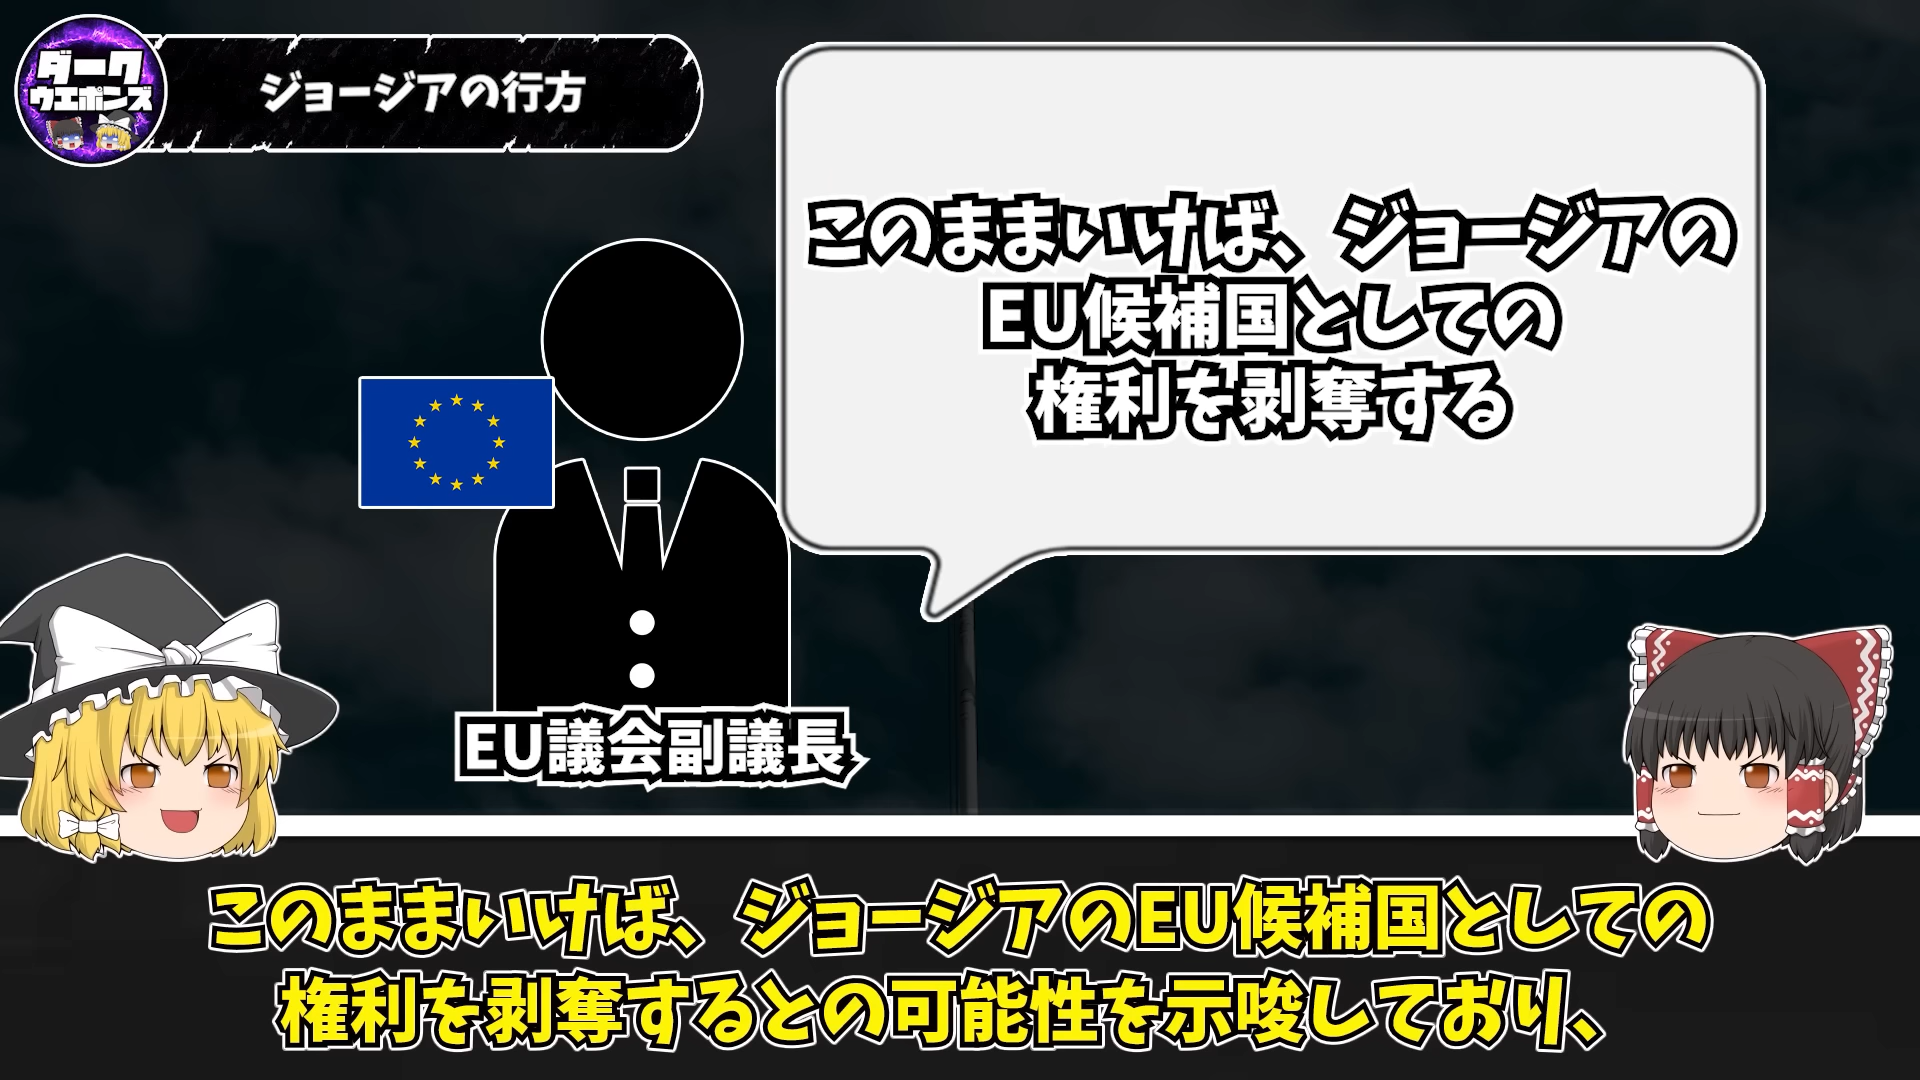 ダーク
ウエポンズ
ジョージアの行方
このままいけば、ジョージアの
EU候補国としての
権利を剥奪する
EU議会副議長
このままいけば、ジョージアのEU候補国としての
権利を剥奪するとの可能性を示唆しており、